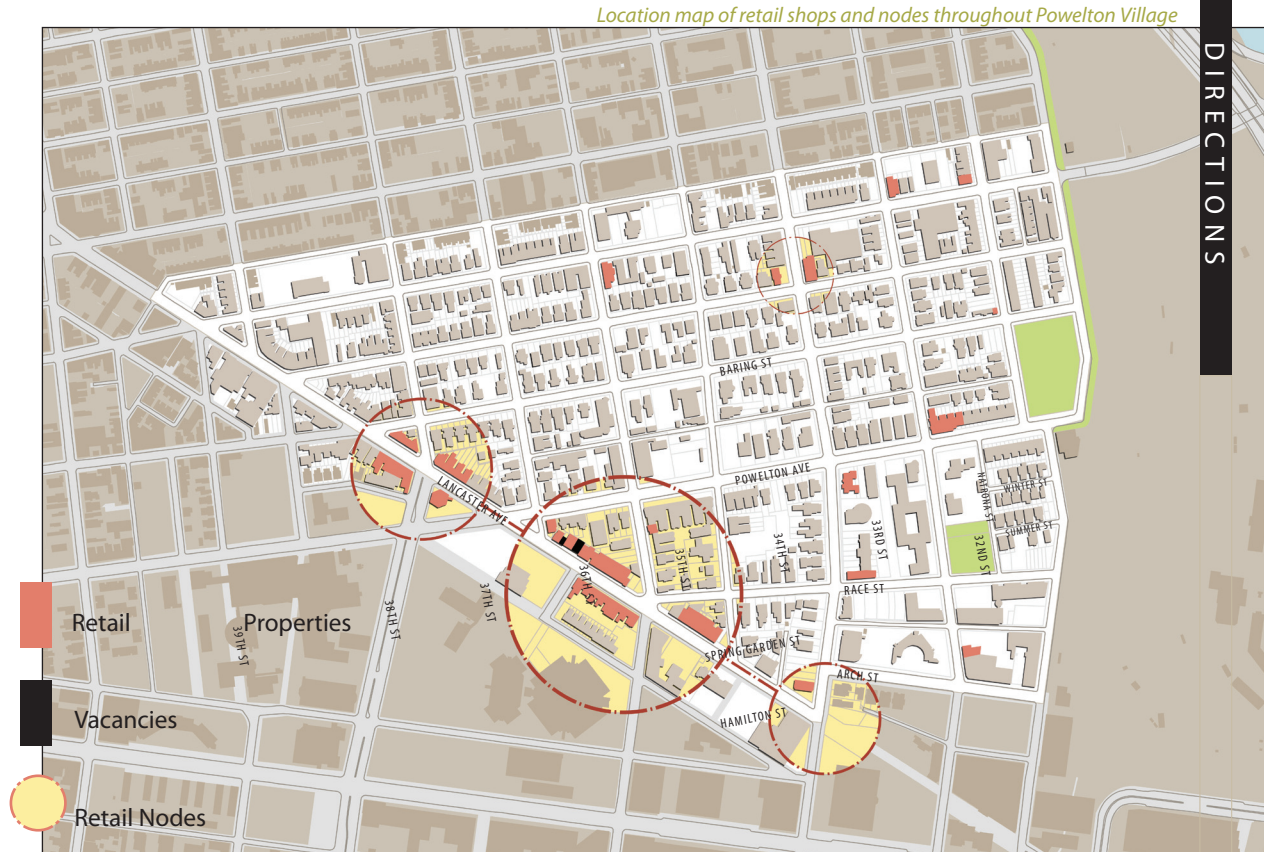 Location map of retail shops and nodes throughout Powelton Village
DIRECTIONS
BARING ST
POWELTON AVE
LANCASTER AVE
NATRONA ST
WINTER ST
SUMMER ST
33RD ST
32ND ST
34TH ST
35TH ST
36TH ST
37TH ST
38TH ST
39TH ST
RACE ST
SPRING GARDEN ST
ARCH ST
HAMILTON ST
Retail Properties
Vacancies
Retail Nodes